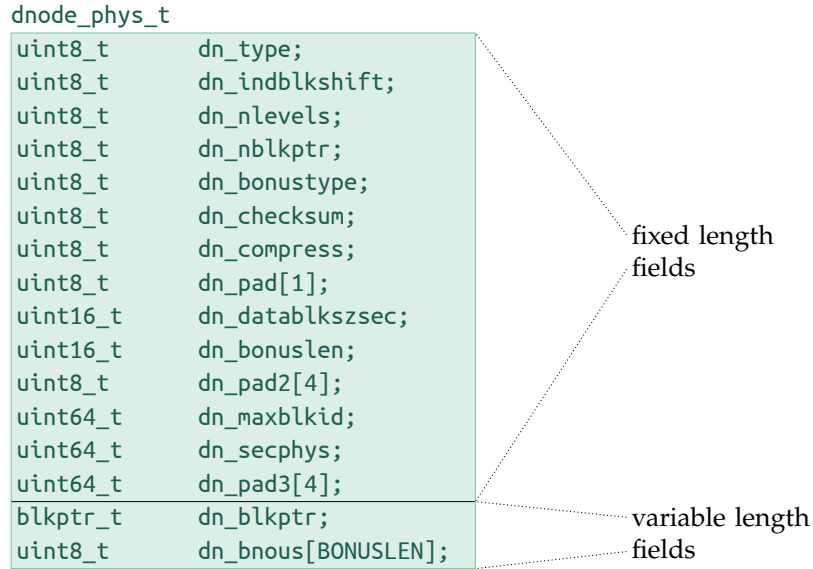 dnode_phys_t
uint8_t dn_type;
uint8_t dn_indblkshift;
uint8_t dn_nlevels;
uint8_t dn_nblkptr;
uint8_t dn_bonustype;
uint8_t dn_checksum;
uint8_t dn_compress;
uint8_t dn_pad[1];
uint16_t dn_datablkszsec;
uint16_t dn_bonuslen;
uint8_t dn_pad2[4];
uint64_t dn_maxblkid;
uint64_t dn_secphys;
uint64_t dn_pad3[4];
blkptr_t dn_blkptr;
uint8_t dn_bnous[BONUSLEN];
fixed length
fields
variable length
fields